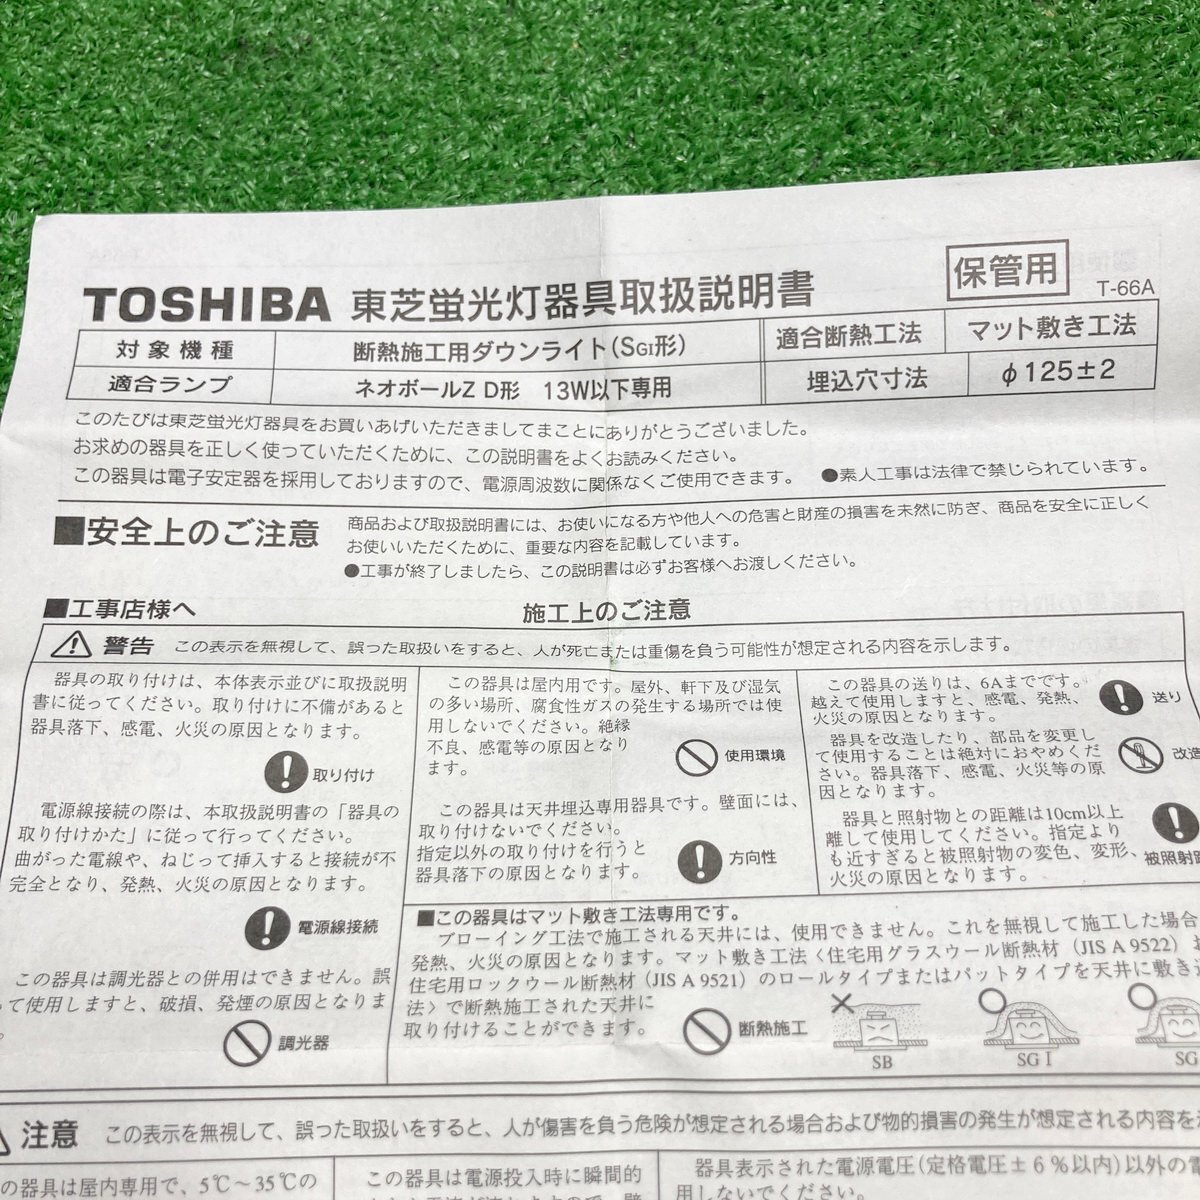 保管用
T-66A
TOSHIBA 東芝蛍光灯器具取扱説明書
対象機種 断熱施工用ダウンライト(SGI形) 適合断熱工法 マット敷き工法
適合ランプ ネオボールZ D形 13W以下専用 埋込穴寸法 φ125±2
このたびは東芝蛍光灯器具をお買いあげいただきましてまことにありがとうございました。
お求めの器具を正しく使っていただくために、この説明書をよくお読みください。
この器具は電子安定器を採用しておりますので、電源周波数に関係なくご使用できます。 ●素人工事は法律で禁じられています。
■安全上のご注意
商品および取扱説明書には、お使いになる方や他人への危害と財産の損害を未然に防ぎ、商品を安全に正しく
お使いいただくために、重要な内容を記載しています。
●工事が終了しましたら、この説明書は必ずお客様へお渡しください。
■工事店様へ 施工上のご注意
警告 この表示を無視して、誤った取扱いをすると、人が死亡または重傷を負う可能性が想定される内容を示します。
器具の取り付けは、本体表示並びに取扱説明
書に従ってください。取り付けに不備があると
器具落下、感電、火災の原因となります。
取り付け
電源線接続の際は、本取扱説明書の「器具の
取り付けかた」に従って行ってください。
曲がった電線や、ねじって挿入すると接続が不
完全となり、発熱、火災の原因となります。
電源線接続
この器具は調光器との併用はできません。誤
って使用しますと、破損、発煙の原因となりま
。
調光器
この器具は屋内用です。屋外、軒下及び湿気
の多い場所、腐食性ガスの発生する場所では使
用しないでください。絶縁
不良、感電等の原因となり
ます。
使用環境
この器具は天井埋込専用器具です。壁面には、
取り付けないでください。
指定以外の取り付けを行うと
器具落下の原因となります。
方向性
この器具の送りは、6Aまでです。
越えて使用しますと、感電、発熱、
火災の原因となります。
送り
器具を改造したり、部品を変更し
て使用することは絶対におやめくだ
さい。器具落下、感電、火災等の原
因となります。
改造
器具と照射物との距離は10cm以上
離して使用してください。指定より
も近すぎると被照射物の変色、変形、
火災の原因となります。
被照射距
■この器具はマット敷き工法専用です。
ブローイング工法で施工される天井には、使用できません。これを無視して施工した場合
発熱、火災の原因となります。マット敷き工法〈住宅用グラスウール断熱材（JIS A 9522）
住宅用ロックウール断熱材（JIS A 9521）のロールタイプまたはバットタイプを天井に敷き込
法〉で断熱施工された天井に
取り付けることができます。
断熱施工
SB
SGI
SG
注意 この表示を無視して、誤った取扱いをすると、人が傷害を負う危険が想定される場合および物的損害の発生が想定される内容を
の器具は屋内専用で、5℃～35℃の
この器具は電源投入時に瞬間的
器具表示された電源電圧(定格電圧±6％以内)以外の電
用しないでください。